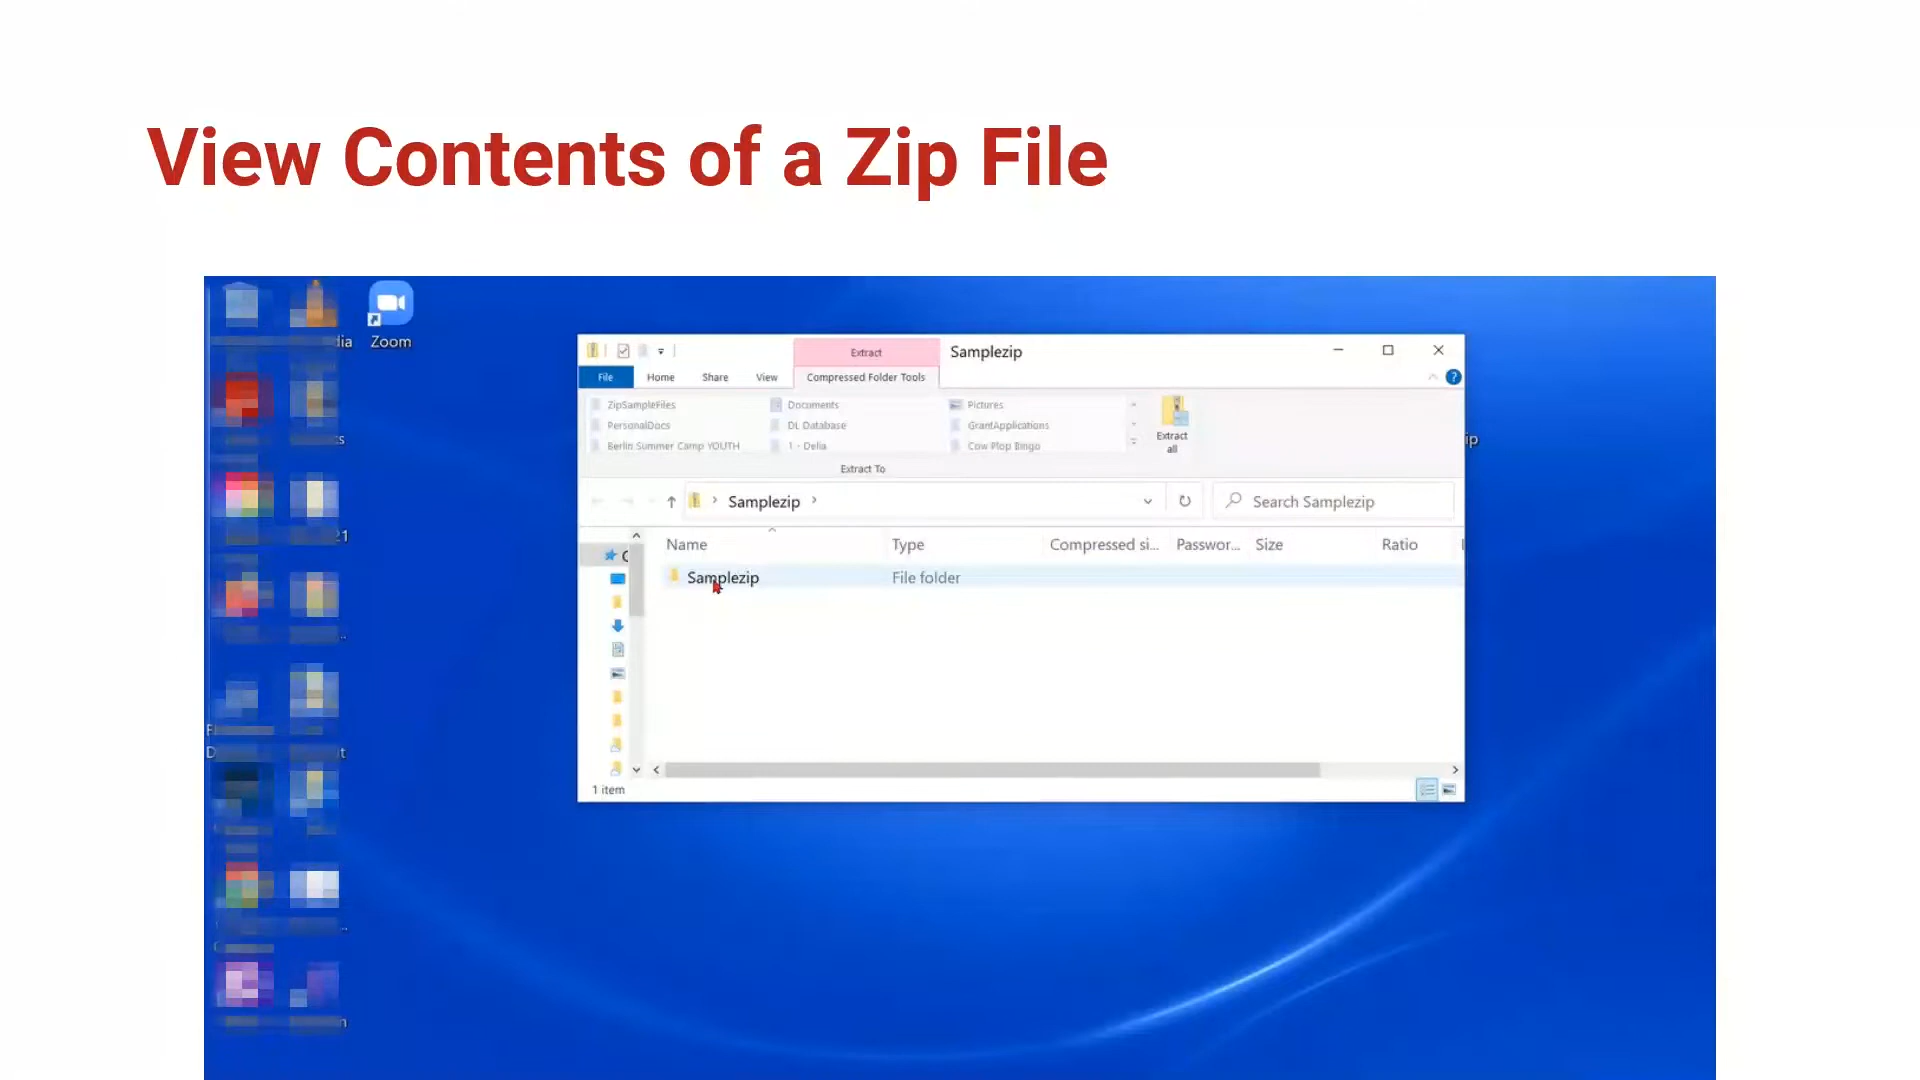 View Contents of a Zip File
Zoom
Extract
Samplezip
File
Home
Share
View
Compressed Folder Tools
ZipSampleFiles
Documents
Pictures
PersonalDocs
DL Database
GrantApplications
Berlin Summer Camp YOUTH
1 - Delia
Cow Plop Bingo
Extract all
Extract To
Samplezip
Search Samplezip
Name
Type
Compressed si...
Passwor...
Size
Ratio
Samplezip
File folder
1 item